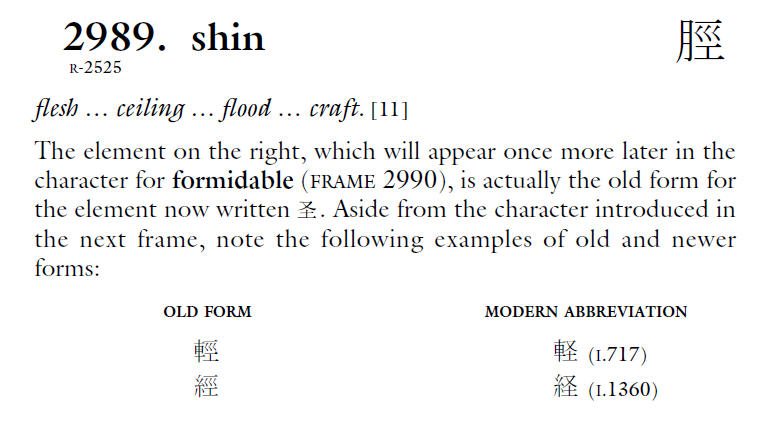 2989. shin 脛
R-2525
flesh … ceiling … flood … craft. [11]
The element on the right, which will appear once more later in the
character for formidable (FRAME 2990), is actually the old form for
the element now written 圣. Aside from the character introduced in
the next frame, note the following examples of old and newer
forms:
OLD FORM MODERN ABBREVIATION
輕 軽 (I.717)
經 経 (I.1360)